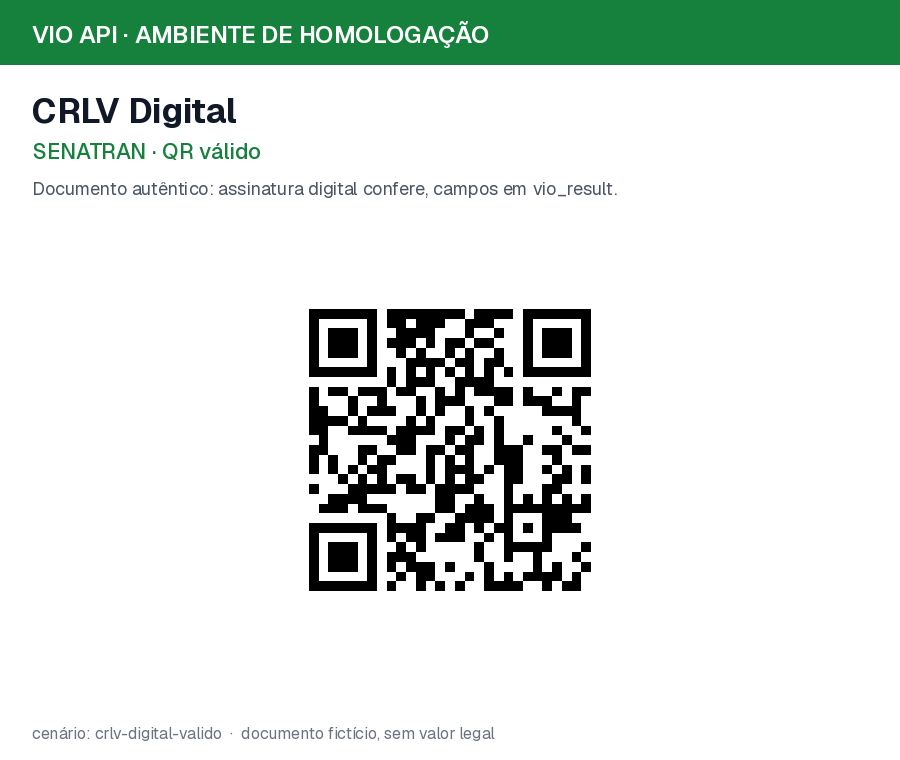 VIO API · AMBIENTE DE HOMOLOGAÇÃO
CRLV Digital
SENATRAN · QR válido
Documento autêntico: assinatura digital confere, campos em vio_result.
cenário: crlv-digital-valido · documento fictício, sem valor legal